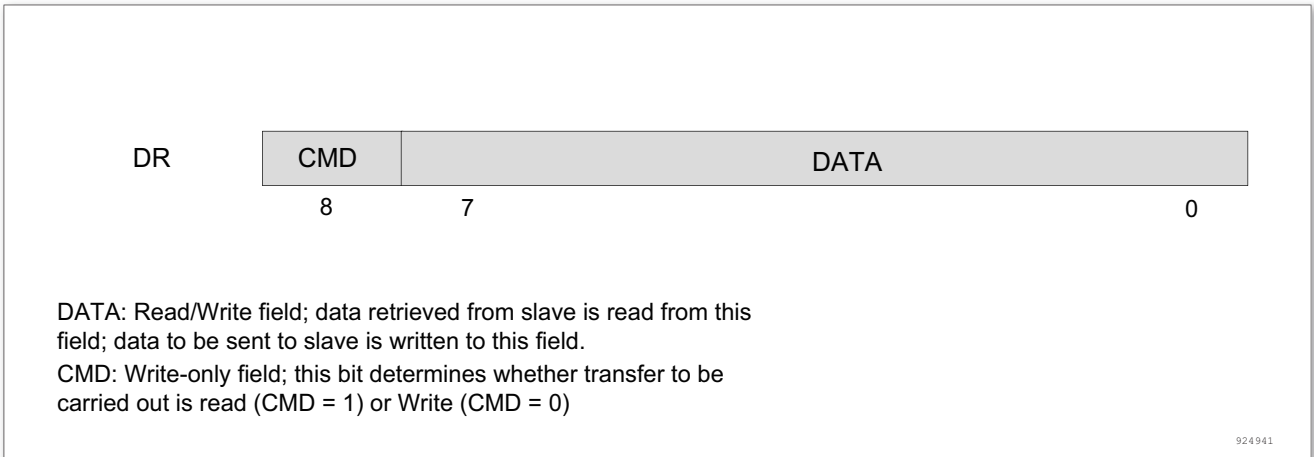 DR CMD DATA
8 7 0
DATA: Read/Write field; data retrieved from slave is read from this
field; data to be sent to slave is written to this field.
CMD: Write-only field; this bit determines whether transfer to be
carried out is read (CMD = 1) or Write (CMD = 0)
924941